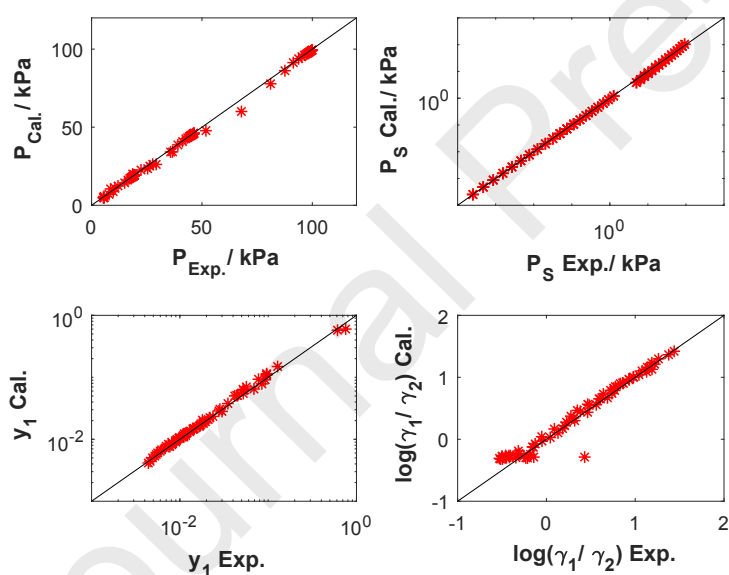 100
50
0
P_Cal./ kPa
0
50
100
P_Exp./ kPa
10^0
P_S Cal./ kPa
10^0
P_S Exp./ kPa
10^0
10^-2
y_1 Cal.
10^-2
10^0
y_1 Exp.
2
1
0
-1
log(γ_1/ γ_2) Cal.
-1
0
1
2
log(γ_1/ γ_2) Exp.
ournal Pre